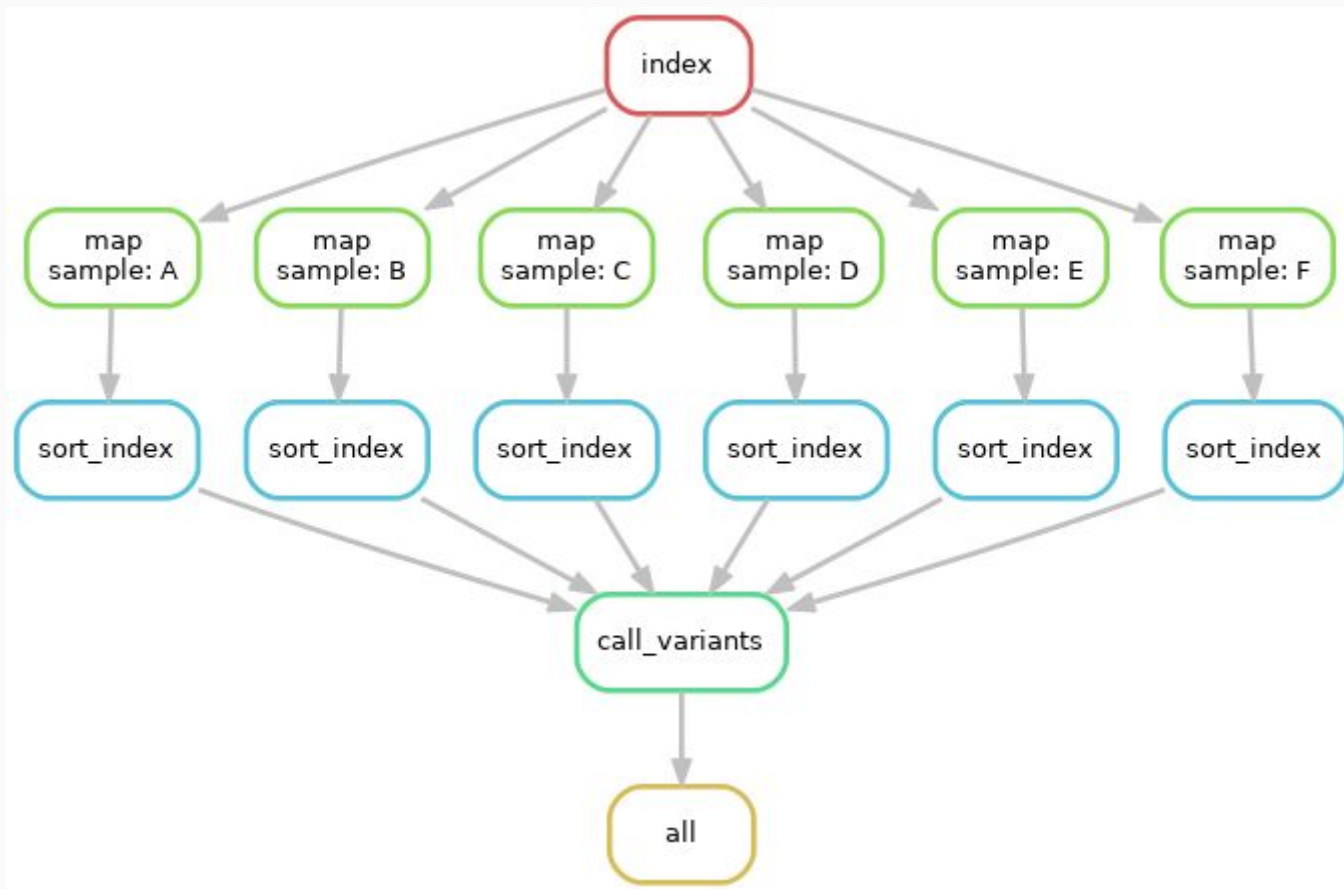 index
map
sample: A
map
sample: B
map
sample: C
map
sample: D
map
sample: E
map
sample: F
sort_index
sort_index
sort_index
sort_index
sort_index
sort_index
call_variants
all